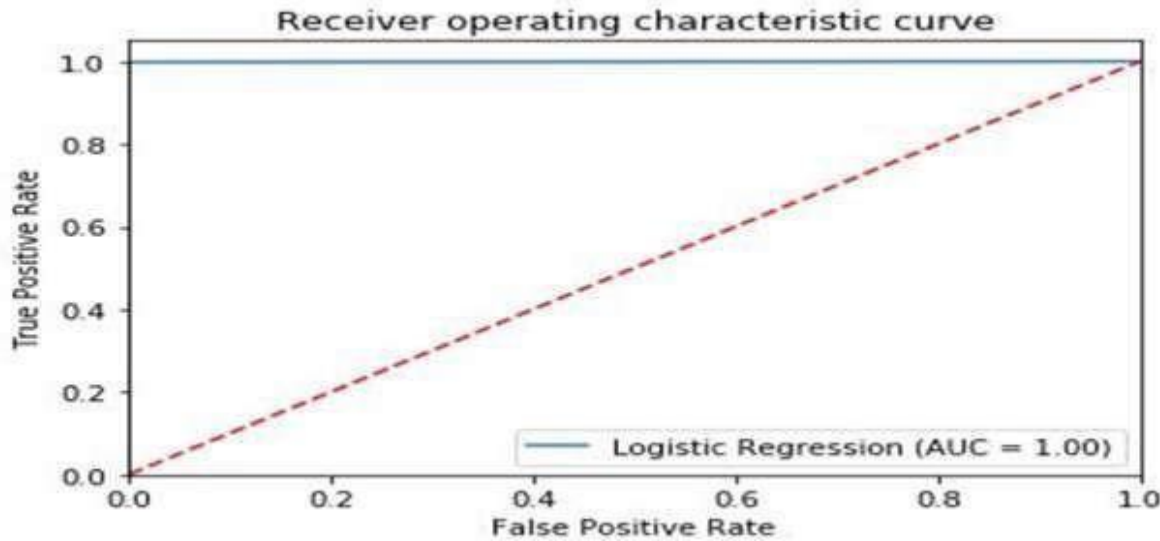 Receiver operating characteristic curve
True Positive Rate
1.0
0.8
0.6
0.4
0.2
0.0
Logistic Regression (AUC = 1.00)
0.0 0.2 0.4 0.6 0.8 1.0
False Positive Rate